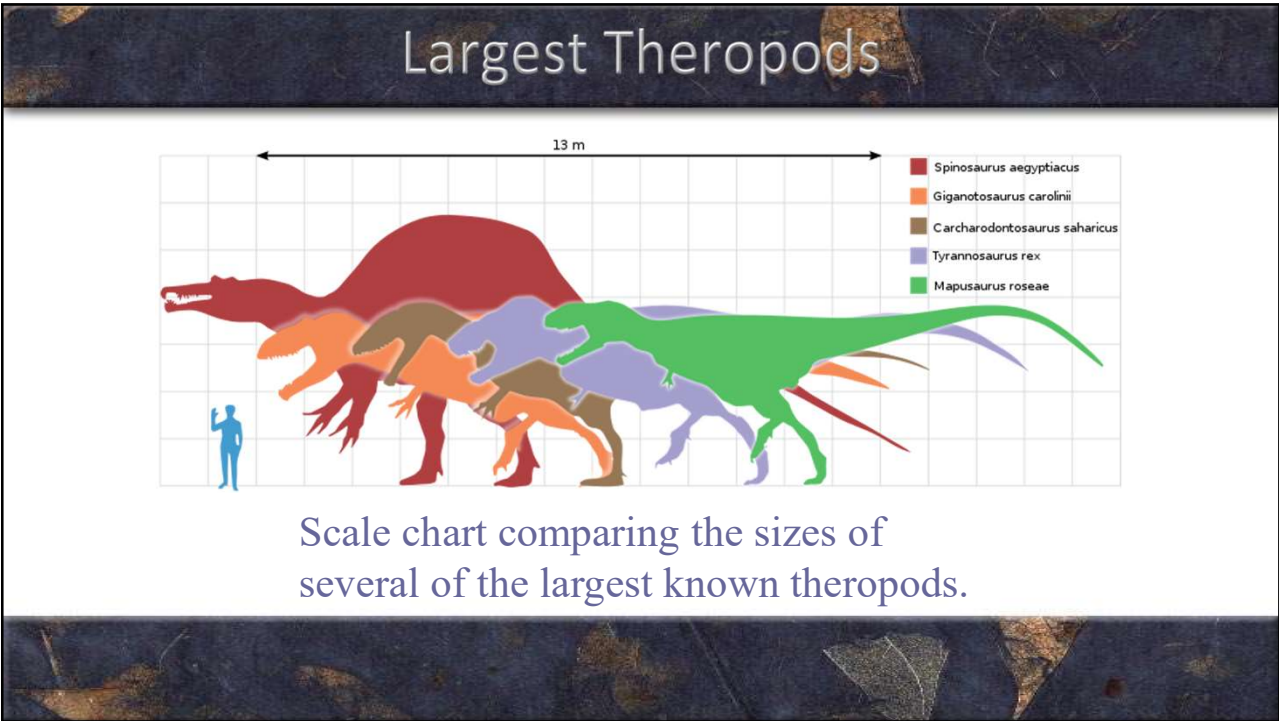 Largest Theropods
13 m
Spinosaurus aegyptiacus
Giganotosaurus carolinii
Carcharodontosaurus saharicus
Tyrannosaurus rex
Mapusaurus roseae
Scale chart comparing the sizes of
several of the largest known theropods.